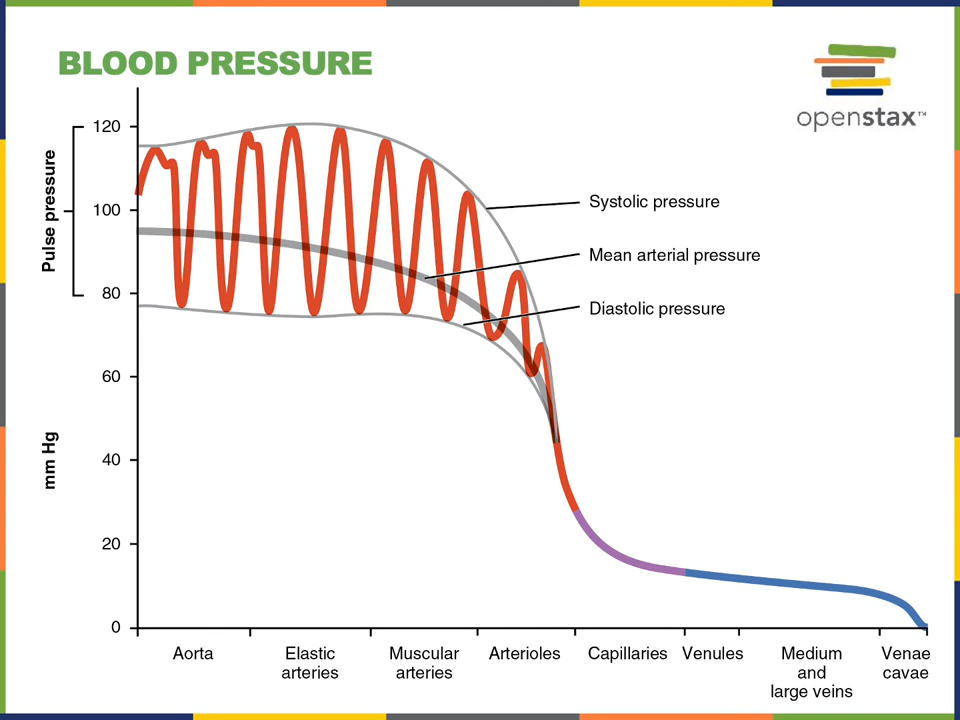 BLOOD PRESSURE
openstax™
Pulse pressure
mm Hg
120
100
80
60
40
20
0
Systolic pressure
Mean arterial pressure
Diastolic pressure
Aorta
Elastic
arteries
Muscular
arteries
Arterioles
Capillaries
Venules
Medium
and
large veins
Venae
cavae